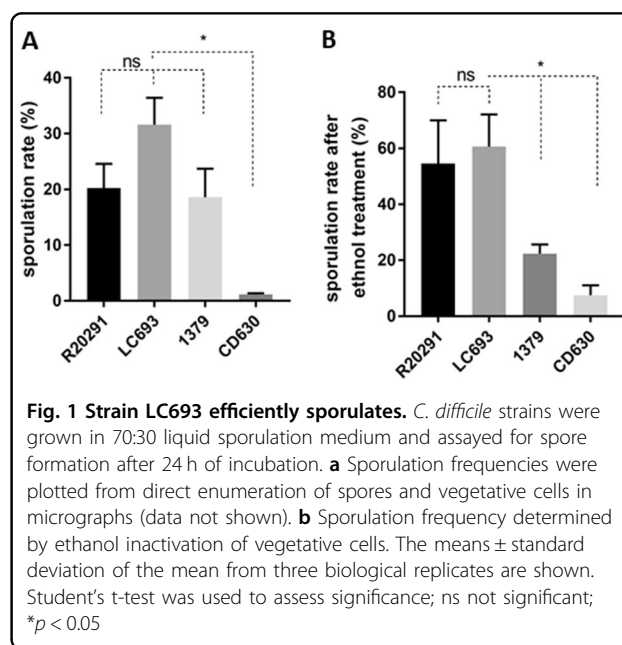 A
ns
*
sporulation rate (%)
40
30
20
10
0
R20291
LC693
1379
CD630
B
ns
*
sporulation rate after
ethnol treatment (%)
80
60
40
20
0
R20291
LC693
1379
CD630
Fig. 1 Strain LC693 efficiently sporulates. C. difficile strains were
grown in 70:30 liquid sporulation medium and assayed for spore
formation after 24 h of incubation. a Sporulation frequencies were
plotted from direct enumeration of spores and vegetative cells in
micrographs (data not shown). b Sporulation frequency determined
by ethanol inactivation of vegetative cells. The means ± standard
deviation of the mean from three biological replicates are shown.
Student’s t-test was used to assess significance; ns not significant;
*p < 0.05